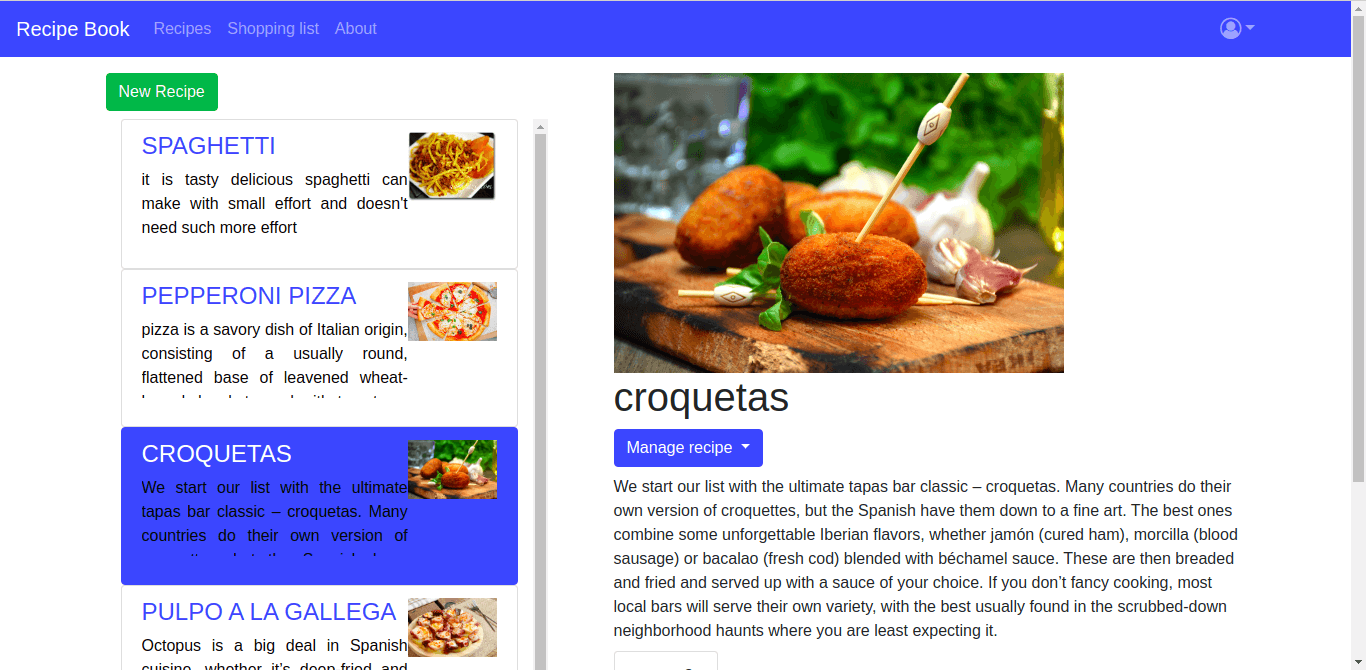 Recipe Book Recipes Shopping list About
New Recipe
SPAGHETTI
it is tasty delicious spaghetti can
make with small effort and doesn't
need such more effort
PEPPERONI PIZZA
pizza is a savory dish of Italian origin,
consisting of a usually round,
flattened base of leavened wheat-
CROQUETAS
We start our list with the ultimate
tapas bar classic – croquetas. Many
countries do their own version of
PULPO A LA GALLEGA
Octopus is a big deal in Spanish
cuisine, whether it's deep-fried and
croquetas
Manage recipe
We start our list with the ultimate tapas bar classic – croquetas. Many countries do their
own version of croquettes, but the Spanish have them down to a fine art. The best ones
combine some unforgettable Iberian flavors, whether jamón (cured ham), morcilla (blood
sausage) or bacalao (fresh cod) blended with béchamel sauce. These are then breaded
and fried and served up with a sauce of your choice. If you don’t fancy cooking, most
local bars will serve their own variety, with the best usually found in the scrubbed-down
neighborhood haunts where you are least expecting it.